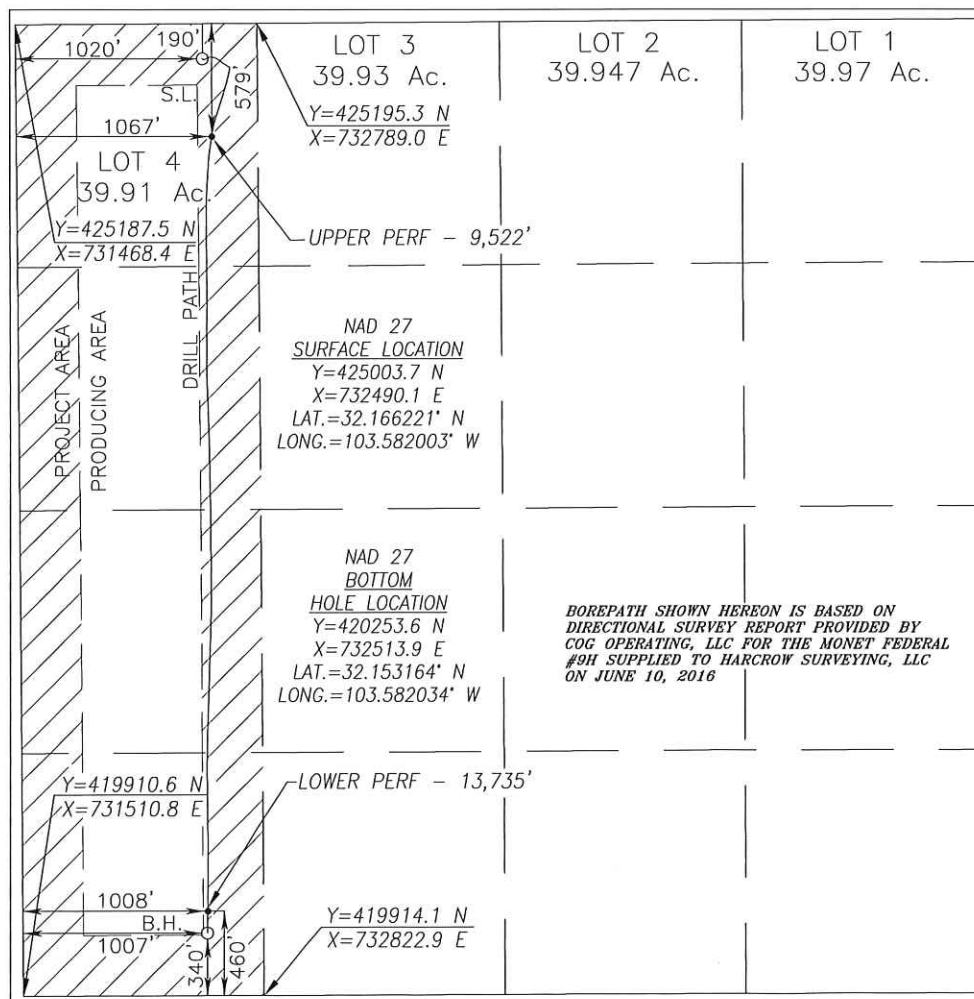 1020'
190'
S.L.
579'
1067'
LOT 4
39.91 Ac.
LOT 3
39.93 Ac.
LOT 2
39.947 Ac.
LOT 1
39.97 Ac.
Y=425195.3 N
X=732789.0 E
Y=425187.5 N
X=731468.4 E
UPPER PERF - 9,522'
PROJECT AREA
PRODUCING AREA
DRILL PATH
NAD 27
SURFACE LOCATION
Y=425003.7 N
X=732490.1 E
LAT.=32.166221° N
LONG.=103.582003° W
NAD 27
BOTTOM
HOLE LOCATION
Y=420253.6 N
X=732513.9 E
LAT.=32.153164° N
LONG.=103.582034° W
BOREPATH SHOWN HEREON IS BASED ON
DIRECTIONAL SURVEY REPORT PROVIDED BY
COG OPERATING, LLC FOR THE MONET FEDERAL
#9H SUPPLIED TO HARCROW SURVEYING, LLC
ON JUNE 10, 2016
Y=419910.6 N
X=731510.8 E
LOWER PERF - 13,735'
1008'
B.H.
1007'
340'
460'
Y=419914.1 N
X=732822.9 E